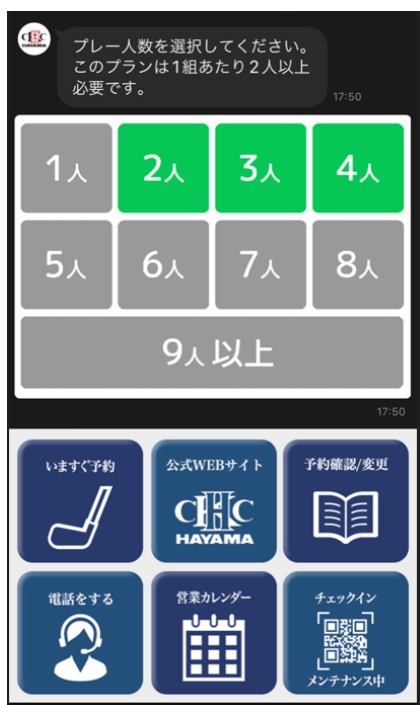 CHC
HAYAMA
プレー人数を選択してください。
このプランは1組あたり2人以上
必要です。
17:50
1人 2人 3人 4人
5人 6人 7人 8人
9人以上
17:50
いますぐ予約 公式WEBサイト 予約確認/変更
CHC
HAYAMA
電話をする 営業カレンダー チェックイン
メンテナンス中